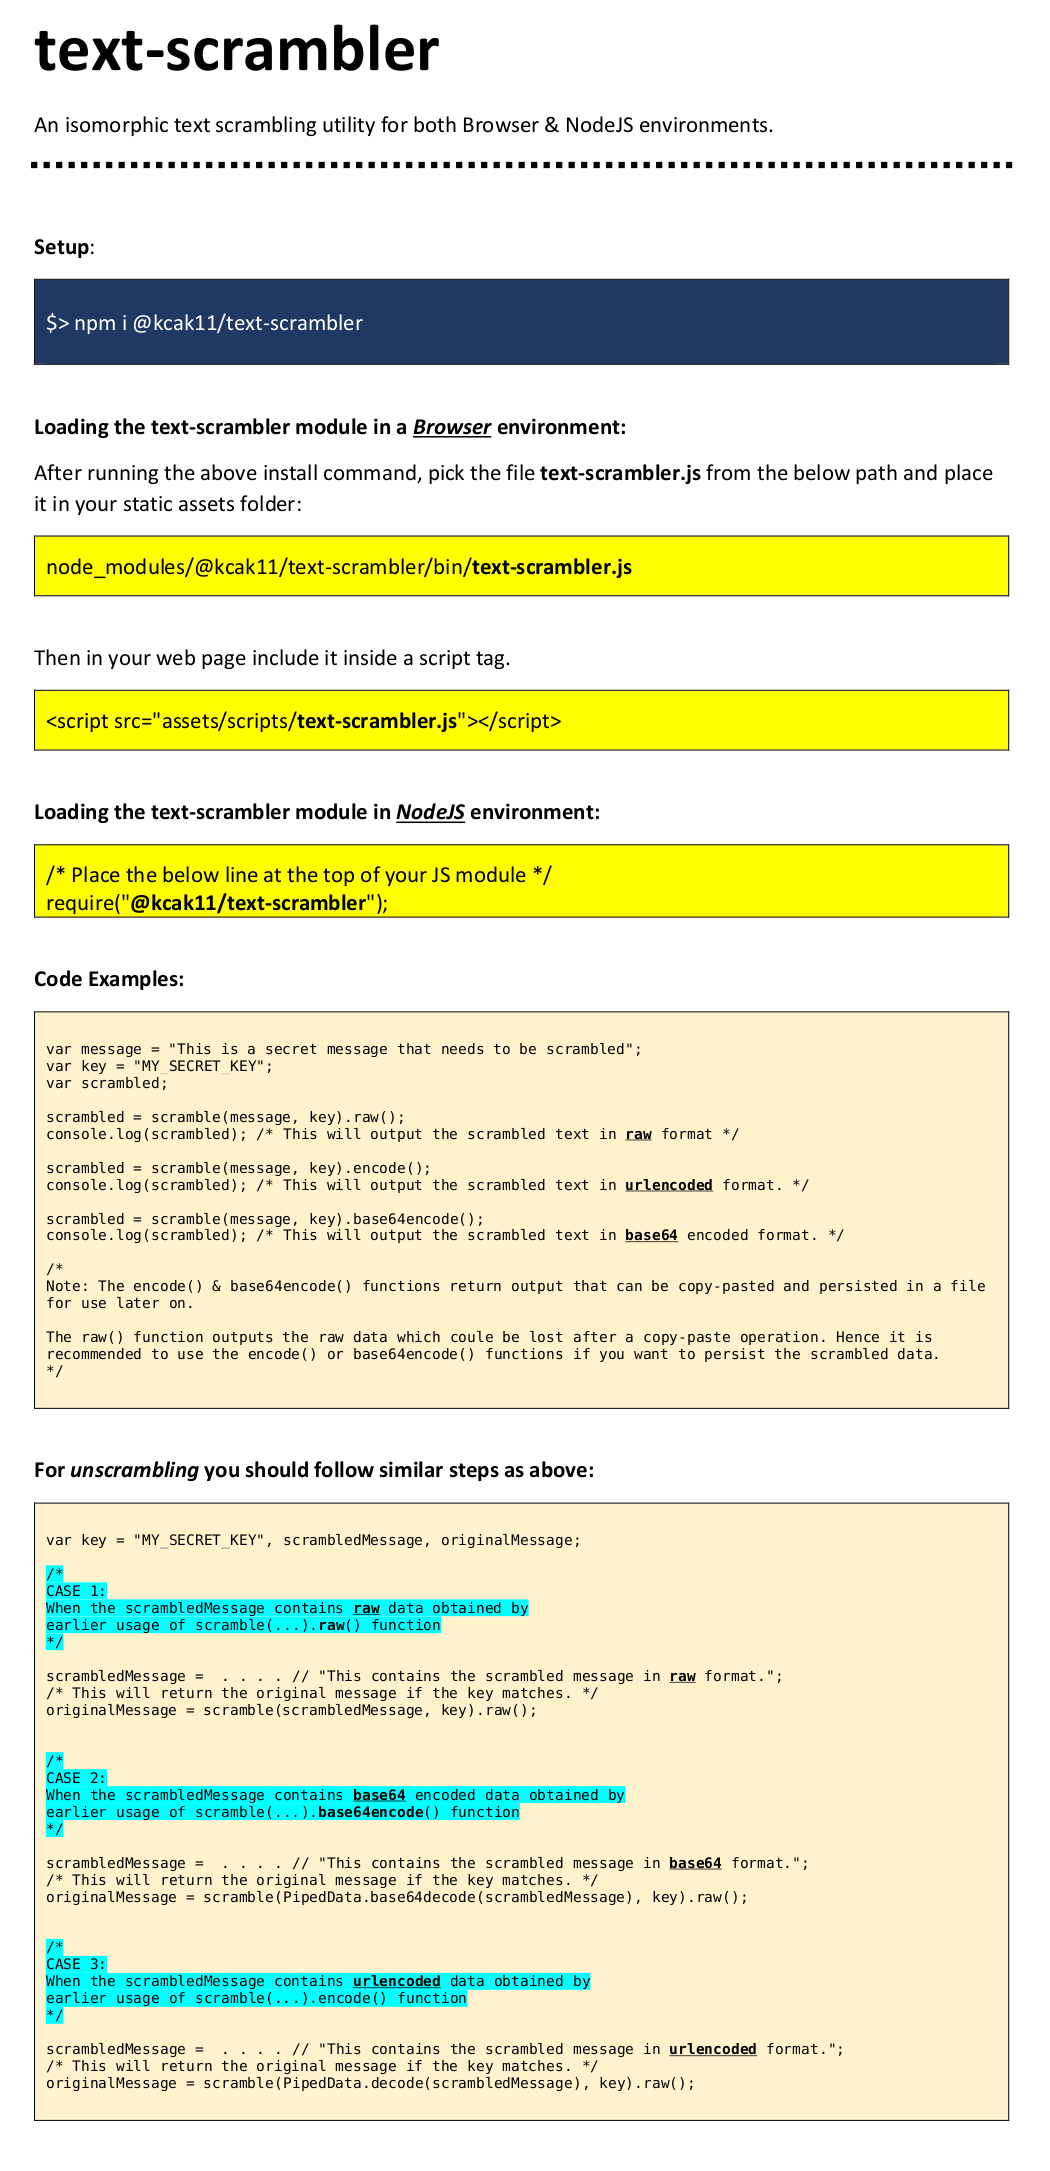 text-scrambler
An isomorphic text scrambling utility for both Browser & NodeJS environments.
Setup:
$> npm i @kcak11/text-scrambler
Loading the text-scrambler module in a Browser environment:
After running the above install command, pick the file text-scrambler.js from the below path and place
it in your static assets folder:
node_modules/@kcak11/text-scrambler/bin/text-scrambler.js
Then in your web page include it inside a script tag.
<script src="assets/scripts/text-scrambler.js"></script>
Loading the text-scrambler module in NodeJS environment:
/* Place the below line at the top of your JS module */
require("@kcak11/text-scrambler");
Code Examples:
var message = "This is a secret message that needs to be scrambled";
var key = "MY_SECRET_KEY";
var scrambled;
scrambled = scramble(message, key).raw();
console.log(scrambled); /* This will output the scrambled text in raw format */
scrambled = scramble(message, key).encode();
console.log(scrambled); /* This will output the scrambled text in urlencoded format. */
scrambled = scramble(message, key).base64encode();
console.log(scrambled); /* This will output the scrambled text in base64 encoded format. */
/*
Note: The encode() & base64encode() functions return output that can be copy-pasted and persisted in a file
for use later on.
The raw() function outputs the raw data which coule be lost after a copy-paste operation. Hence it is
recommended to use the encode() or base64encode() functions if you want to persist the scrambled data.
*/
For unscrambling you should follow similar steps as above:
var key = "MY_SECRET_KEY", scrambledMessage, originalMessage;
/*
CASE 1:
When the scrambledMessage contains raw data obtained by
earlier usage of scramble(...).raw() function
*/
scrambledMessage =  . . . . // "This contains the scrambled message in raw format.";
/* This will return the original message if the key matches. */
originalMessage = scramble(scrambledMessage, key).raw();
/*
CASE 2:
When the scrambledMessage contains base64 encoded data obtained by
earlier usage of scramble(...).base64encode() function
*/
scrambledMessage =  . . . . // "This contains the scrambled message in base64 format.";
/* This will return the original message if the key matches. */
originalMessage = scramble(PipedData.base64decode(scrambledMessage), key).raw();
/*
CASE 3:
When the scrambledMessage contains urlencoded data obtained by
earlier usage of scramble(...).encode() function
*/
scrambledMessage =  . . . . // "This contains the scrambled message in urlencoded format.";
/* This will return the original message if the key matches. */
originalMessage = scramble(PipedData.decode(scrambledMessage), key).raw();